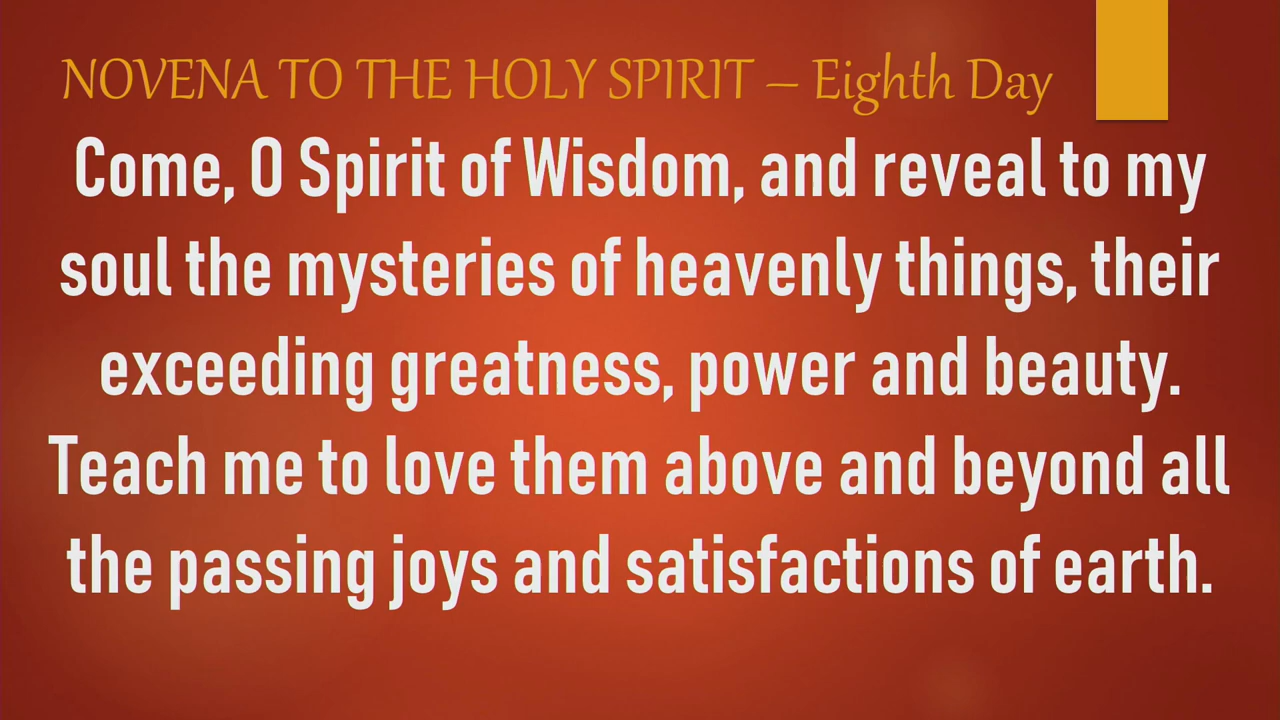 NOVENA TO THE HOLY SPIRIT – Eighth Day
Come, O Spirit of Wisdom, and reveal to my
soul the mysteries of heavenly things, their
exceeding greatness, power and beauty.
Teach me to love them above and beyond all
the passing joys and satisfactions of earth.